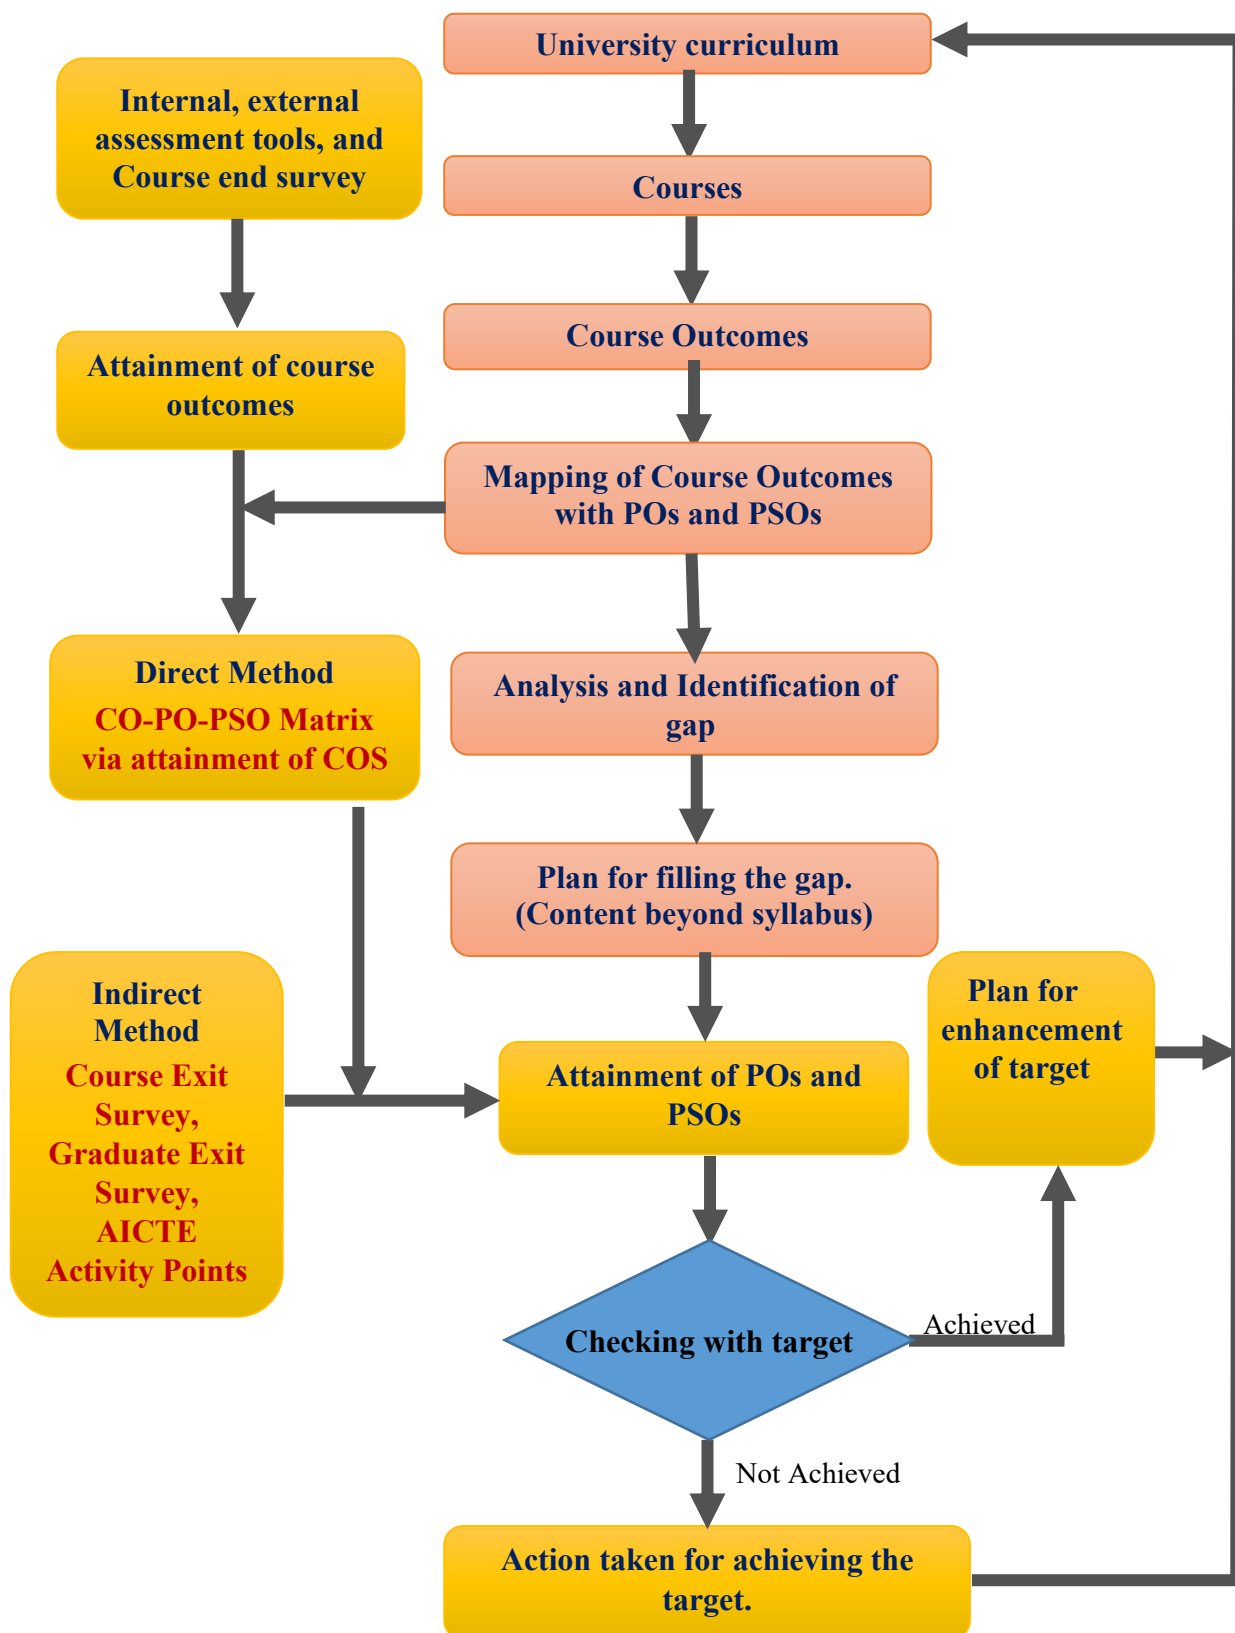 University curriculum
Internal, external
assessment tools, and
Course end survey
Courses
Course Outcomes
Attainment of course
outcomes
Mapping of Course Outcomes
with POs and PSOs
Direct Method
CO-PO-PSO Matrix
via attainment of COS
Analysis and Identification of
gap
Plan for filling the gap.
(Content beyond syllabus)
Indirect
Method
Course Exit
Survey,
Graduate Exit
Survey,
AICTE
Activity Points
Attainment of POs and
PSOs
Plan for
enhancement
of target
Checking with target
Achieved
Not Achieved
Action taken for achieving the
target.